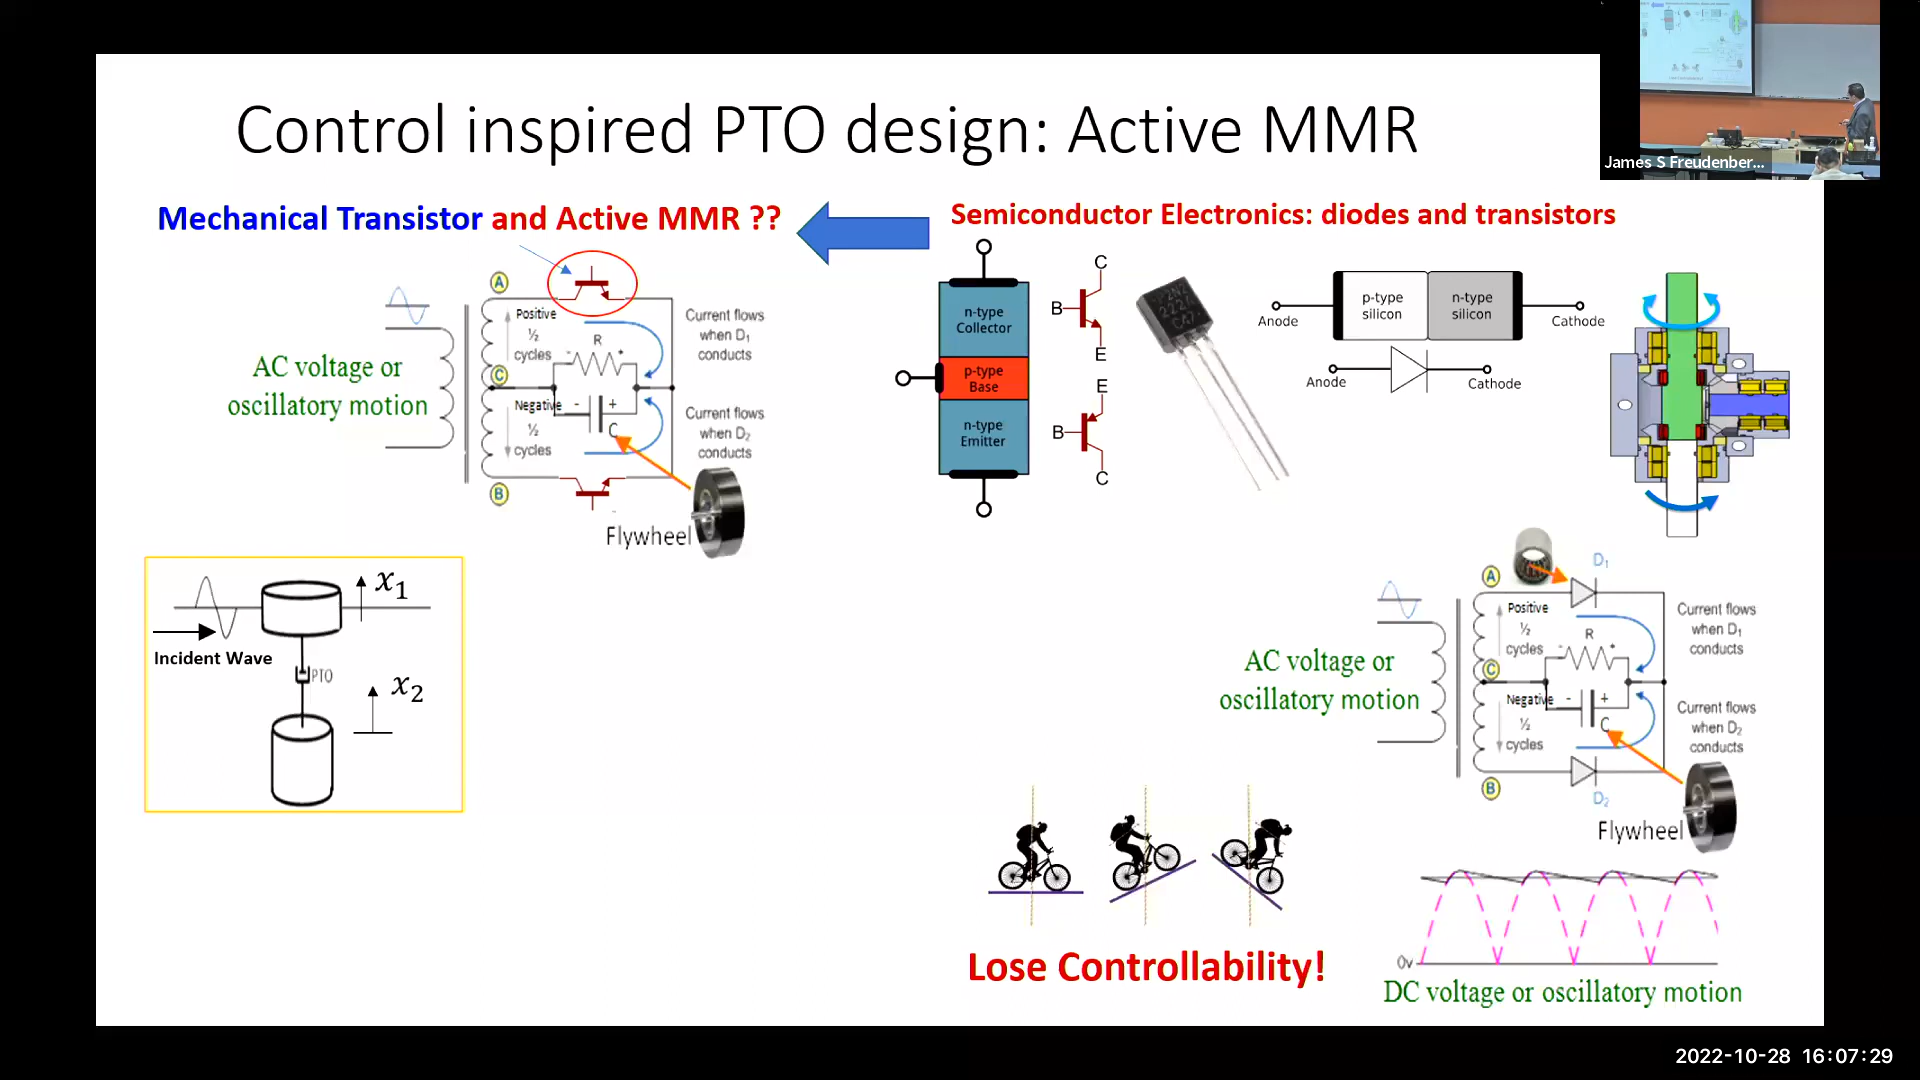 Control inspired PTO design: Active MMR
James S Freudenber...
Mechanical Transistor and Active MMR ??
Semiconductor Electronics: diodes and transistors
A
Positive
½
cycles
R
- +
C
Negative
½
cycles
- +
C
B
Current flows
when D1
conducts
Current flows
when D2
conducts
AC voltage or
oscillatory motion
Flywheel
n-type
Collector
p-type
Base
n-type
Emitter
C
B
E
E
B
C
2N2
222A
p-type
silicon
n-type
silicon
Anode
Cathode
Anode
Cathode
x1
Incident Wave
PTO
x2
A
D1
Positive
½
cycles
R
- +
C
Negative
½
cycles
- +
C
B
D2
Current flows
when D1
conducts
Current flows
when D2
conducts
AC voltage or
oscillatory motion
Flywheel
Lose Controllability!
0v
DC voltage or oscillatory motion
2022-10-28 16:07:29